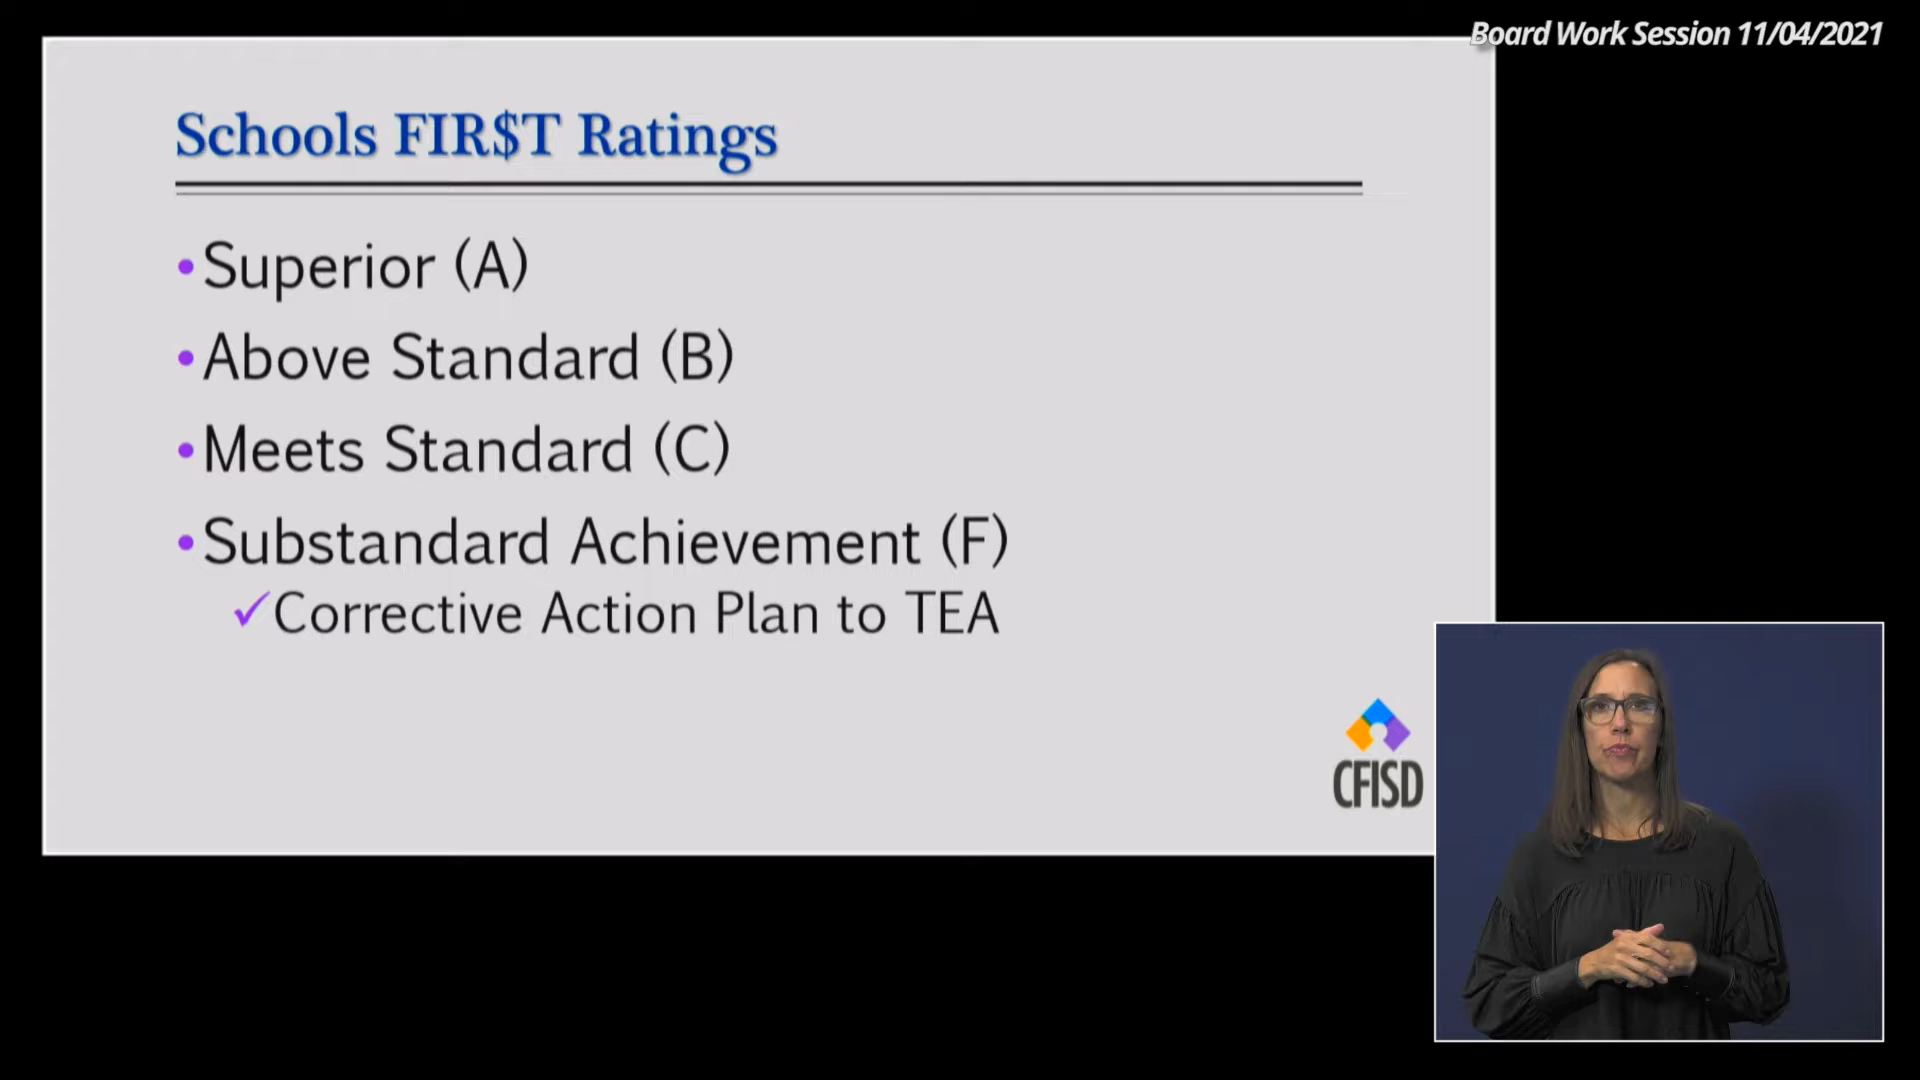 Board Work Session 11/04/2021
Schools FIR$T Ratings
•Superior (A)
•Above Standard (B)
•Meets Standard (C)
•Substandard Achievement (F)
✓Corrective Action Plan to TEA
CFISD